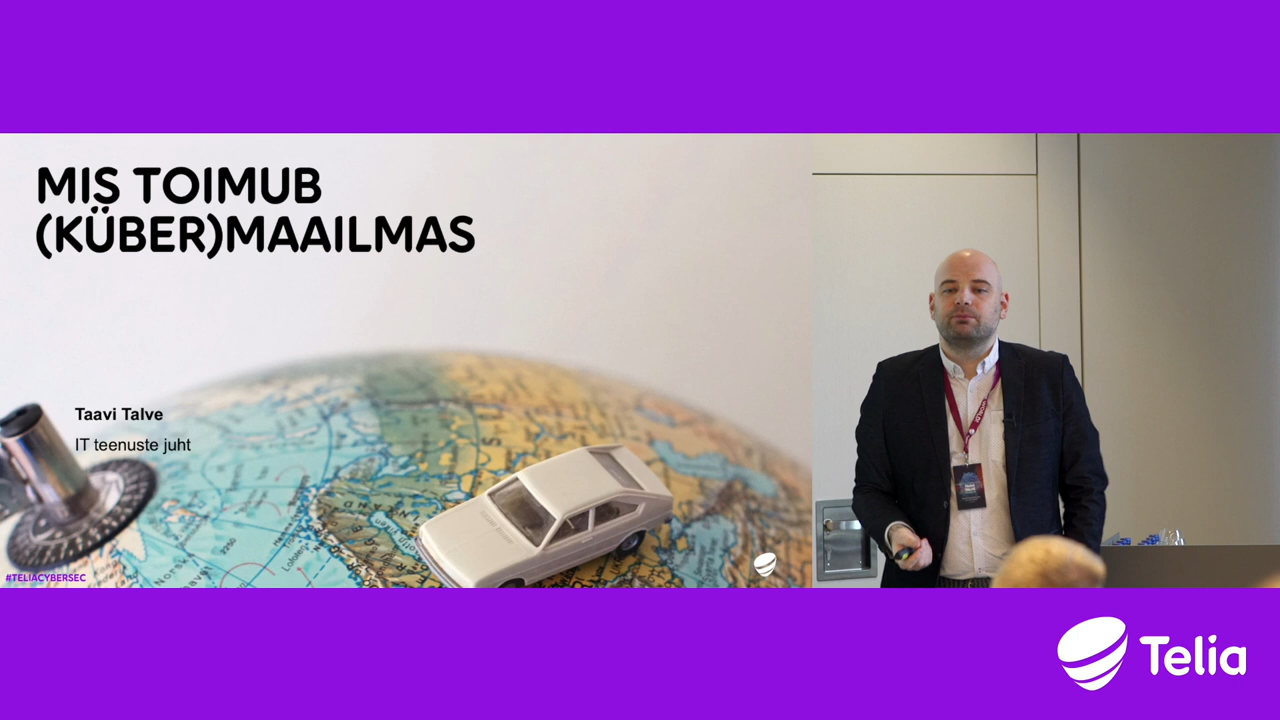 MIS TOIMUB
(KÜBER)MAAILMAS
Taavi Talve
IT teenuste juht
#TELIACYBERSEC
Telia